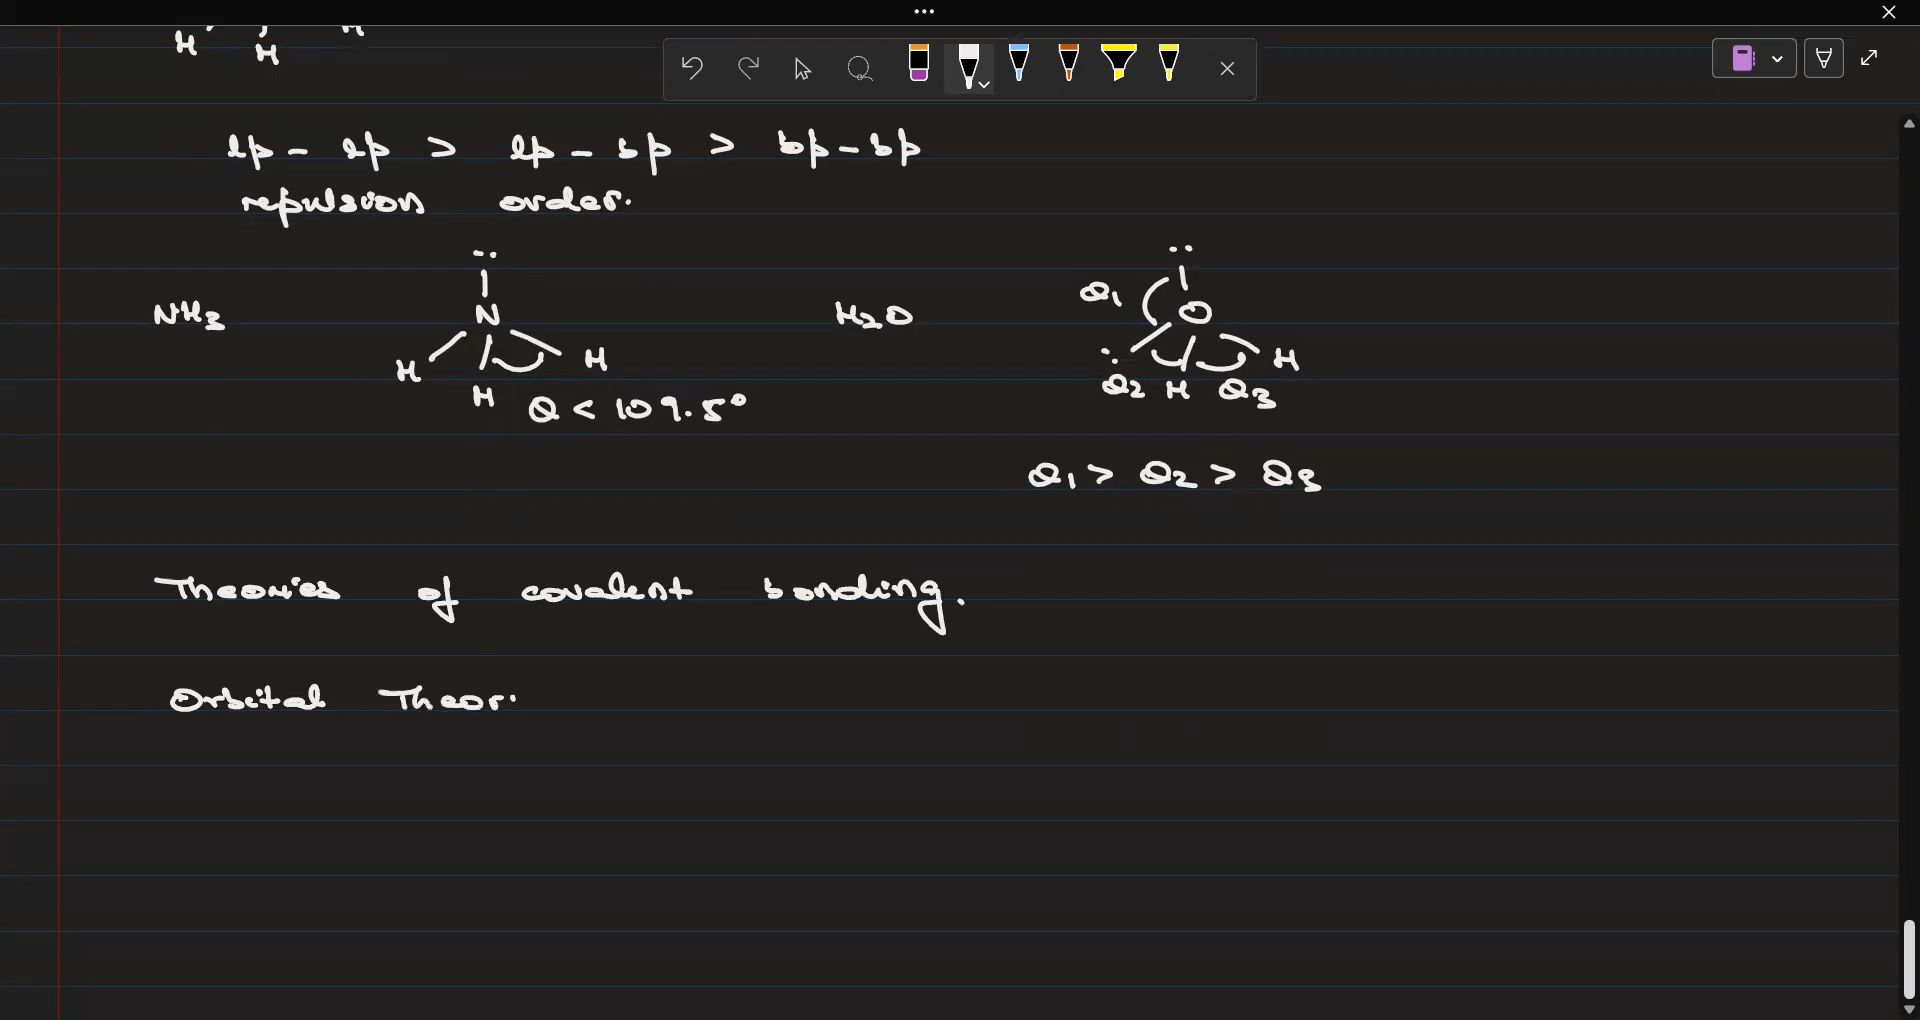 H H H
lp - lp > lp - bp > bp - bp
repulsion order.
NH3 N H H H θ < 109.5°
H2O θ1 O θ2 H θ3 H
θ1 > θ2 > θ3
Theories of covalent bonding.
Orbital Theor.